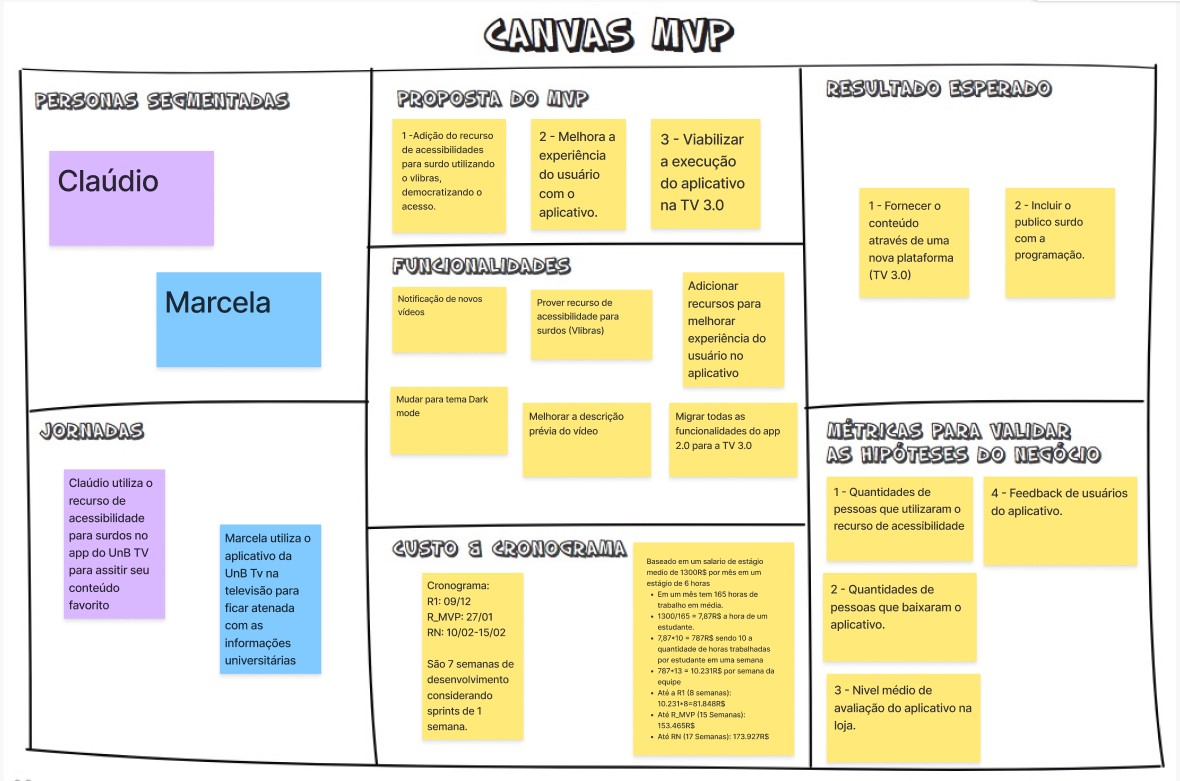 CANVAS MVP
PERSONAS SEGMENTADAS
Claúdio
Marcela
JORNADAS
Claúdio utiliza o
recurso de
acessibilidade
para surdos no
app do UnB TV
para assitir seu
conteúdo
favorito
Marcela utiliza o
aplicativo da
UnB Tv na
televisão para
ficar atenada
com as
informações
universitárias
PROPOSTA DO MVP
1 -Adição do recurso
de acessibilidades
para surdo utilizando
o vlibras,
democratizando o
acesso.
2 - Melhora a
experiência
do usuário
com o
aplicativo.
3 - Viabilizar
a execução
do aplicativo
na TV 3.0
FUNCIONALIDADES
Notificação de novos
vídeos
Prover recurso de
acessibilidade para
surdos (Vlibras)
Adicionar
recursos para
melhorar
experiência do
usuário no
aplicativo
Mudar para tema Dark
mode
Melhorar a descrição
prévia do vídeo
Migrar todas as
funcionalidades do app
2.0 para a TV 3.0
CUSTO & CRONOGRAMA
Cronograma:
R1: 09/12
R_MVP: 27/01
RN: 10/02-15/02
São 7 semanas de
desenvolvimento
considerando
sprints de 1
semana.
Baseado em um salario de estágio
medio de 1300R$ por mês em um
estágio de 6 horas
• Em um mês tem 165 horas de
trabalho em média.
• 1300/165 = 7,87R$ a hora de um
estudante.
• 7,87*10 = 787R$ sendo 10 a
quantidade de horas trabalhadas
por estudante em uma semana
• 787*13 = 10.231R$ por semana da
equipe
• Até a R1 (8 semanas):
10.231*8=81.848R$
• Até R_MVP (15 Semanas):
153.465R$
• Até RN (17 Semanas): 173.927R$
RESULTADO ESPERADO
1 - Fornecer o
conteúdo
através de uma
nova plataforma
(TV 3.0)
2 - Incluir o
publico surdo
com a
programação.
MÉTRICAS PARA VALIDAR
AS HIPÓTESES DO NEGÓCIO
1 - Quantidades de
pessoas que utilizaram o
recurso de acessibilidade
4 - Feedback de usuários
do aplicativo.
2 - Quantidades de
pessoas que baixaram o
aplicativo.
3 - Nivel médio de
avaliação do aplicativo na
loja.